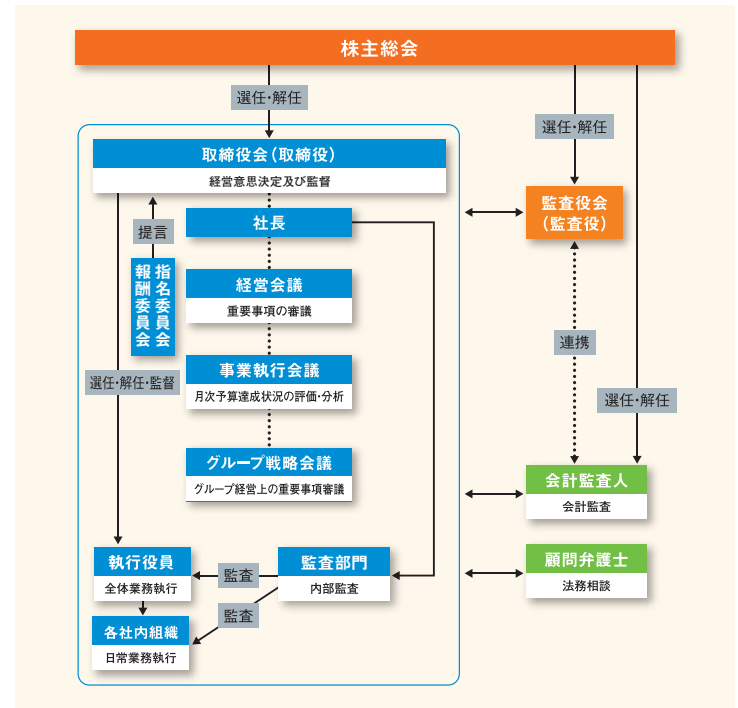 株主総会
選任・解任
選任・解任
取締役会（取締役）
経営意思決定及び監督
監査役会
（監査役）
社長
提言
指名委員会
報酬委員会
経営会議
重要事項の審議
連携
事業執行会議
月次予算達成状況の評価・分析
選任・解任・監督
選任・解任
グループ戦略会議
グループ経営上の重要事項審議
会計監査人
会計監査
執行役員
全体業務執行
監査
監査部門
内部監査
顧問弁護士
法務相談
監査
各社内組織
日常業務執行